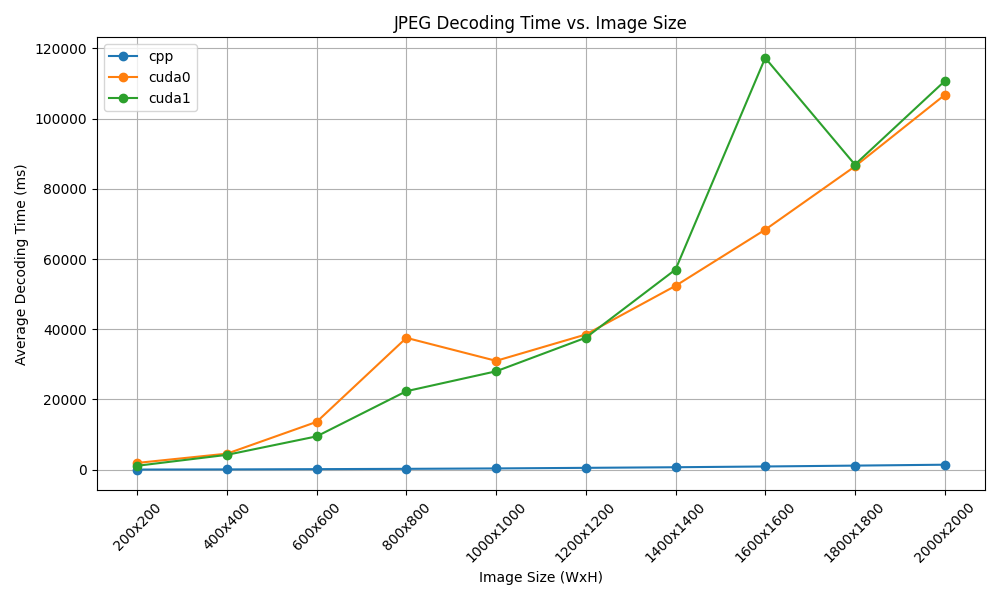 JPEG Decoding Time vs. Image Size
cpp
cuda0
cuda1
Average Decoding Time (ms)
120000
100000
80000
60000
40000
20000
0
200x200
400x400
600x600
800x800
1000x1000
1200x1200
1400x1400
1600x1600
1800x1800
2000x2000
Image Size (WxH)